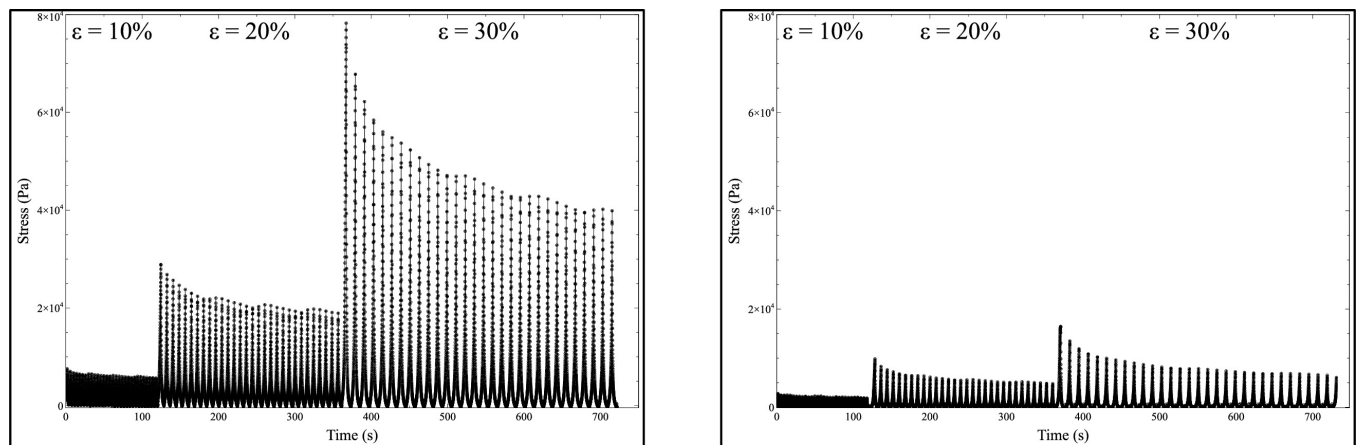 ε = 10% ε = 20% ε = 30%
8×10⁴
6×10⁴
4×10⁴
2×10⁴
0
Stress (Pa)
0 100 200 300 400 500 600 700
Time (s)
ε = 10% ε = 20% ε = 30%
8×10⁴
6×10⁴
4×10⁴
2×10⁴
0
Stress (Pa)
0 100 200 300 400 500 600 700
Time (s)